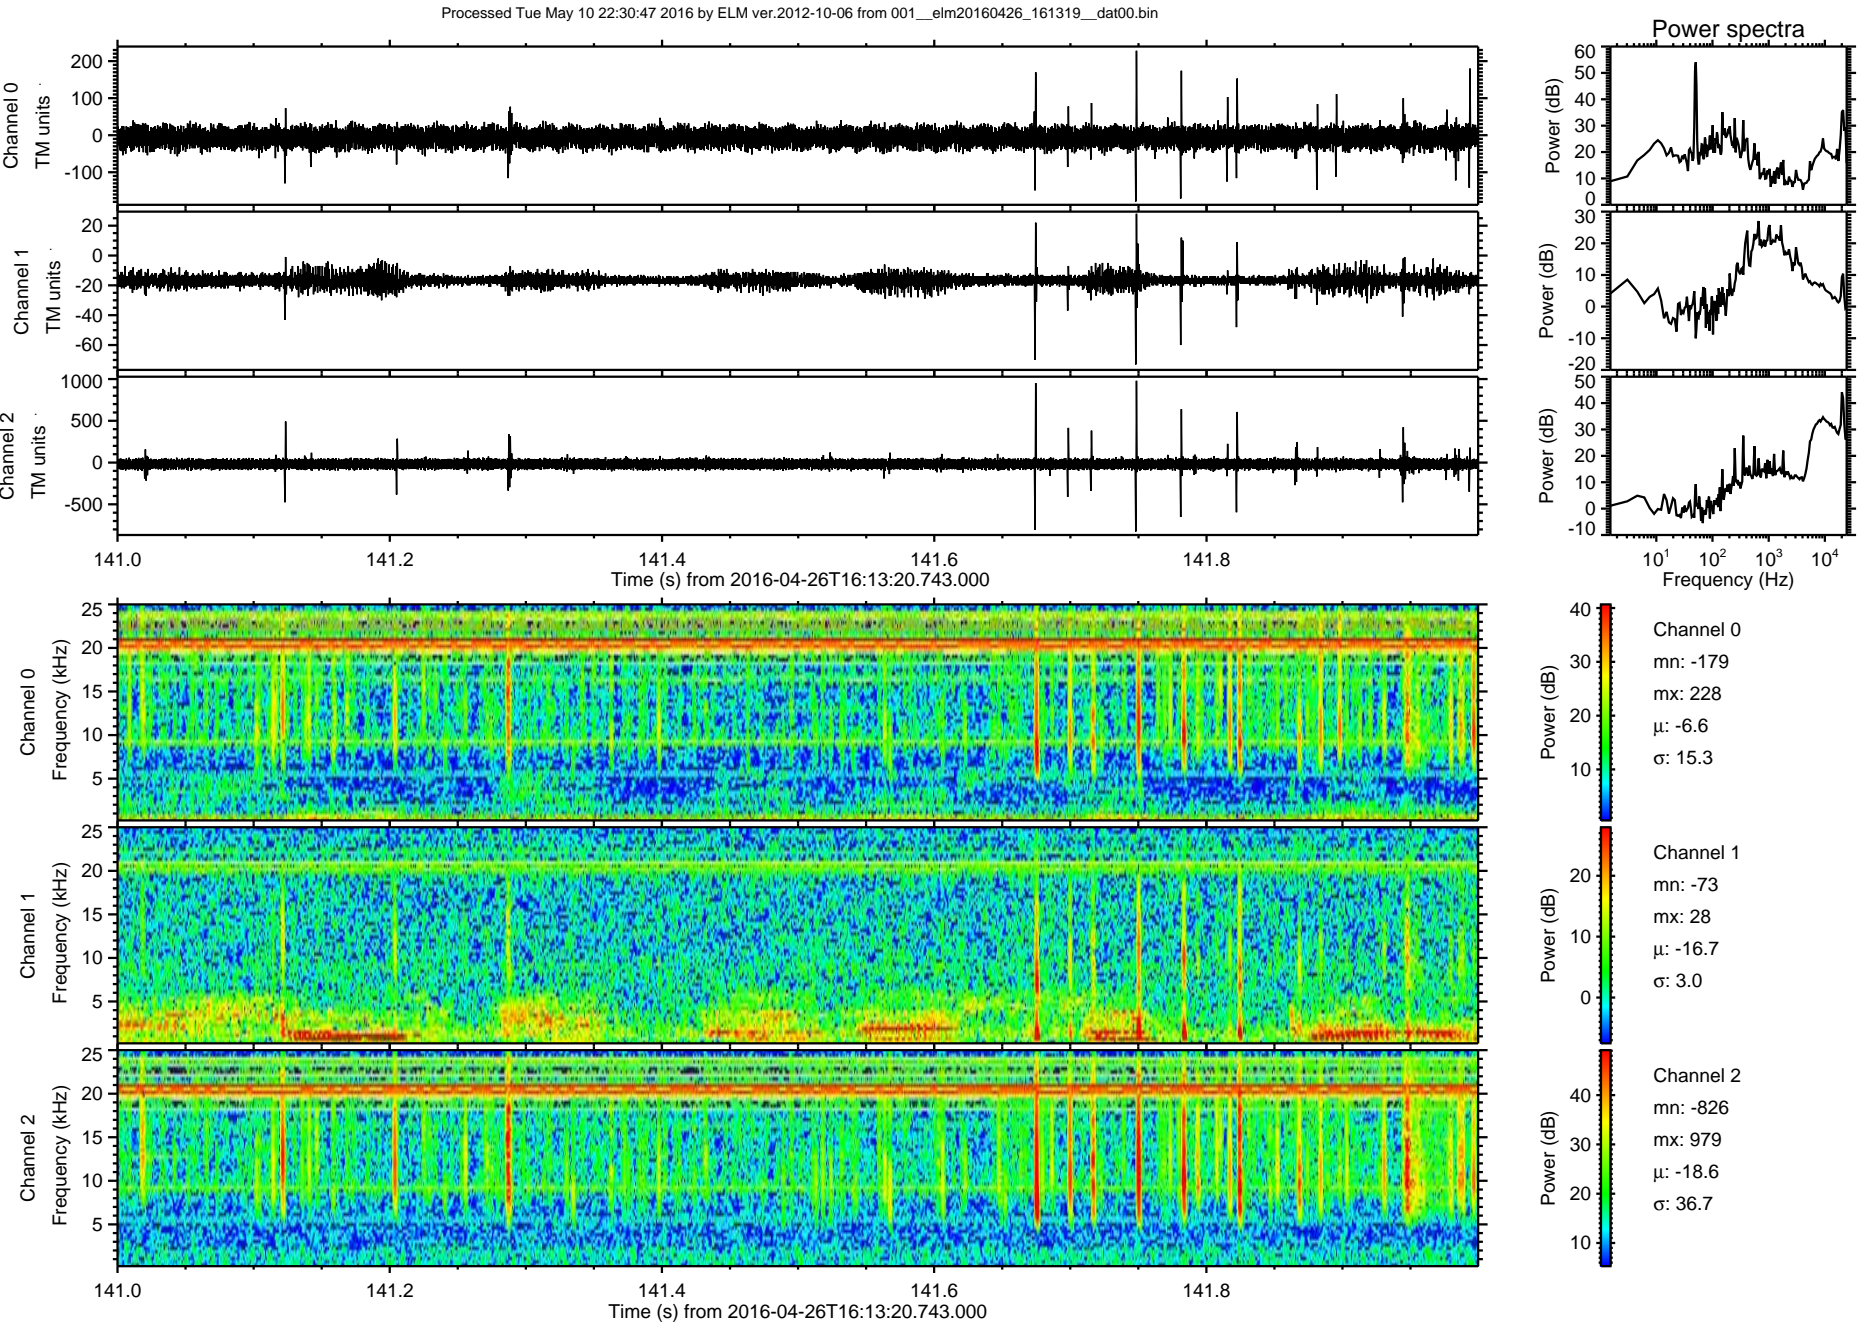 Processed Tue May 10 22:30:47 2016 by ELM ver.2012-10-06 from 001__elm20160426_161319__dat00.bin
Power spectra
Channel 0
TM units
200
100
0
-100
Power (dB)
60
50
40
30
20
10
0
Channel 1
TM units
20
0
-20
-40
-60
Power (dB)
30
20
10
0
-10
-20
Channel 2
TM units
1000
500
0
-500
Power (dB)
50
40
30
20
10
0
-10
141.0 141.2 141.4 141.6 141.8
Time (s) from 2016-04-26T16:13:20.743.000
10^1 10^2 10^3 10^4
Frequency (Hz)
Channel 0
Frequency (kHz)
25
20
15
10
5
Power (dB)
40
30
20
10
Channel 0
mn: -179
mx: 228
µ: -6.6
σ: 15.3
Channel 1
Frequency (kHz)
25
20
15
10
5
Power (dB)
20
10
0
Channel 1
mn: -73
mx: 28
µ: -16.7
σ: 3.0
Channel 2
Frequency (kHz)
25
20
15
10
5
Power (dB)
40
30
20
10
Channel 2
mn: -826
mx: 979
µ: -18.6
σ: 36.7
141.0 141.2 141.4 141.6 141.8
Time (s) from 2016-04-26T16:13:20.743.000